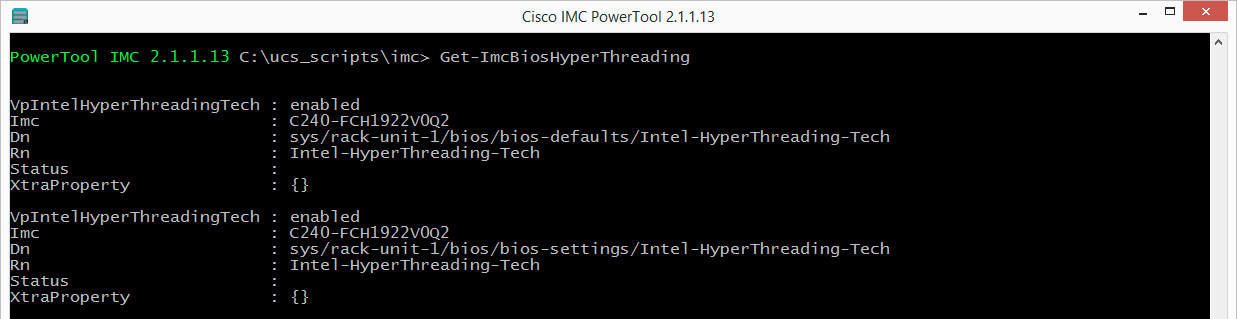 Cisco IMC PowerTool 2.1.1.13
PowerTool IMC 2.1.1.13 C:\ucs_scripts\imc> Get-ImcBiosHyperThreading
VpIntelHyperThreadingTech : enabled
Imc : C240-FCH1922V0Q2
Dn : sys/rack-unit-1/bios/bios-defaults/Intel-HyperThreading-Tech
Rn : Intel-HyperThreading-Tech
Status :
XtraProperty : {}
VpIntelHyperThreadingTech : enabled
Imc : C240-FCH1922V0Q2
Dn : sys/rack-unit-1/bios/bios-settings/Intel-HyperThreading-Tech
Rn : Intel-HyperThreading-Tech
Status :
XtraProperty : {}